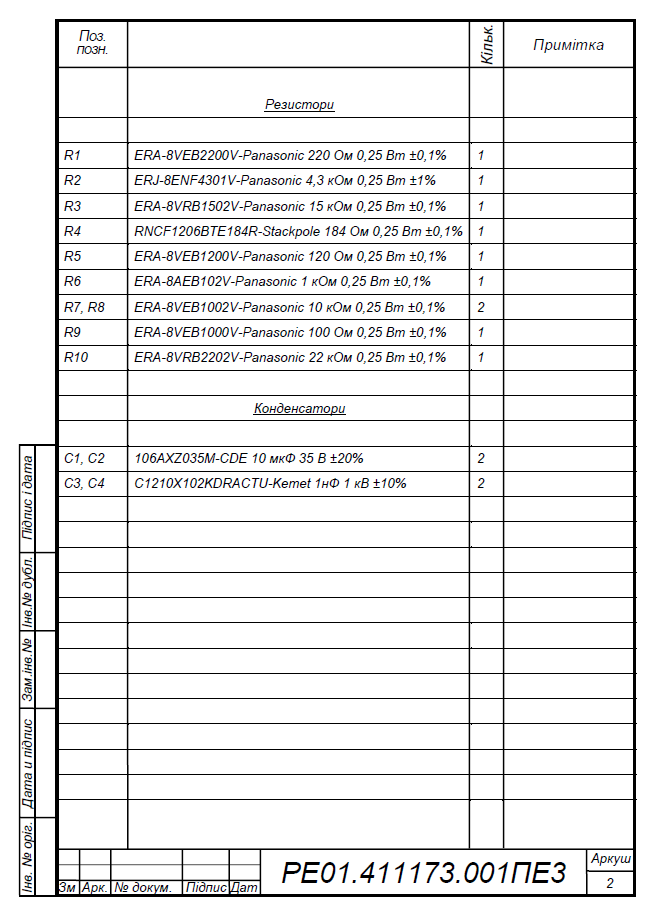 Поз. позн. Кільк. Примітка
Резистори
R1 ERA-8VEB2200V-Panasonic 220 Ом 0,25 Вт ±0,1% 1
R2 ERJ-8ENF4301V-Panasonic 4,3 кОм 0,25 Вт ±1% 1
R3 ERA-8VRB1502V-Panasonic 15 кОм 0,25 Вт ±0,1% 1
R4 RNCF1206BTE184R-Stackpole 184 Ом 0,25 Вт ±0,1% 1
R5 ERA-8VEB1200V-Panasonic 120 Ом 0,25 Вт ±0,1% 1
R6 ERA-8AEB102V-Panasonic 1 кОм 0,25 Вт ±0,1% 1
R7, R8 ERA-8VEB1002V-Panasonic 10 кОм 0,25 Вт ±0,1% 2
R9 ERA-8VEB1000V-Panasonic 100 Ом 0,25 Вт ±0,1% 1
R10 ERA-8VRB2202V-Panasonic 22 кОм 0,25 Вт ±0,1% 1
Конденсатори
C1, C2 106AXZ035M-CDE 10 мкФ 35 В ±20% 2
C3, C4 C1210X102KDRACTU-Kemet 1нФ 1 кВ ±10% 2
Підпис і дата
Інв.№ дубл.
Зам.інв.№
Дата и підпис
Інв. № оріг.
Зм Арк. № докум. Підпис Дат
РЕ01.411173.001ПЕ3
Аркуш
2